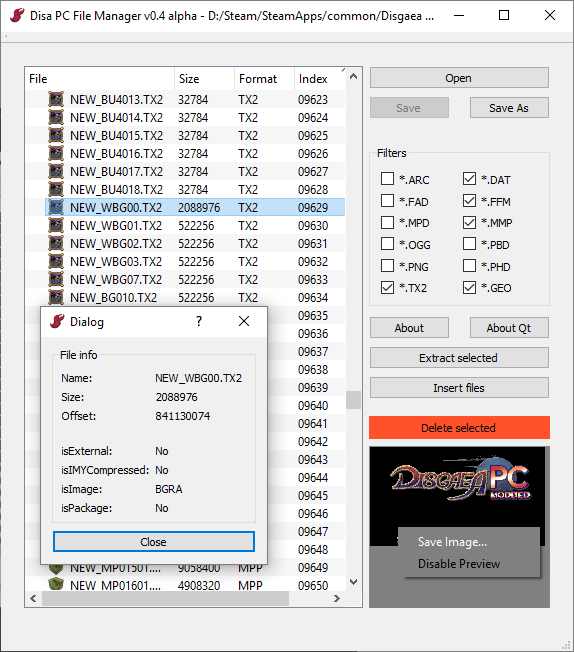 Disa PC File Manager v0.4 alpha - D:/Steam/SteamApps/common/Disgaea ...
File Size Format Index
NEW_BU4013.TX2 32784 TX2 09623
NEW_BU4014.TX2 32784 TX2 09624
NEW_BU4015.TX2 32784 TX2 09625
NEW_BU4016.TX2 32784 TX2 09626
NEW_BU4017.TX2 32784 TX2 09627
NEW_BU4018.TX2 32784 TX2 09628
NEW_WBG00.TX2 2088976 TX2 09629
NEW_WBG01.TX2 522256 TX2 09630
NEW_WBG02.TX2 522256 TX2 09631
NEW_WBG03.TX2 522256 TX2 09632
NEW_WBG07.TX2 522256 TX2 09633
NEW_BG010.TX2 522256 TX2 09634
09635
09636
09637
09638
09639
09640
09641
09642
09643
09644
09645
09646
09647
09648
NEW_MP01501.... 9058400 MPP 09649
NEW_MP01601.... 4908320 MPP 09650
Dialog ?
File info
Name: NEW_WBG00.TX2
Size: 2088976
Offset: 841130074
isExternal: No
isIMYCompressed: No
isImage: BGRA
isPackage: No
Close
Open
Save Save As
Filters
*.ARC *.DAT
*.FAD *.FFM
*.MPD *.MMP
*.OGG *.PBD
*.PNG *.PHD
*.TX2 *.GEO
About About Qt
Extract selected
Insert files
Delete selected
DISGAEA PC
MODDED
Save Image...
Disable Preview